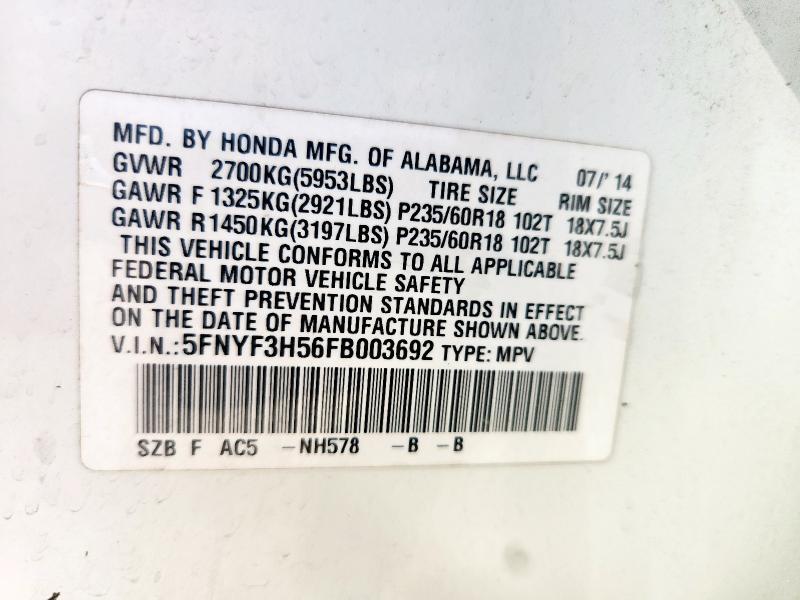 MFD. BY HONDA MFG. OF ALABAMA, LLC 07/' 14
GVWR 2700KG(5953LBS) TIRE SIZE RIM SIZE
GAWR F 1325KG(2921LBS) P235/60R18 102T 18X7.5J
GAWR R1450KG(3197LBS) P235/60R18 102T 18X7.5J
THIS VEHICLE CONFORMS TO ALL APPLICABLE
FEDERAL MOTOR VEHICLE SAFETY
AND THEFT PREVENTION STANDARDS IN EFFECT
ON THE DATE OF MANUFACTURE SHOWN ABOVE.
V.I.N.:5FNYF3H56FB003692 TYPE: MPV
SZB F AC5 -NH578 -B -B